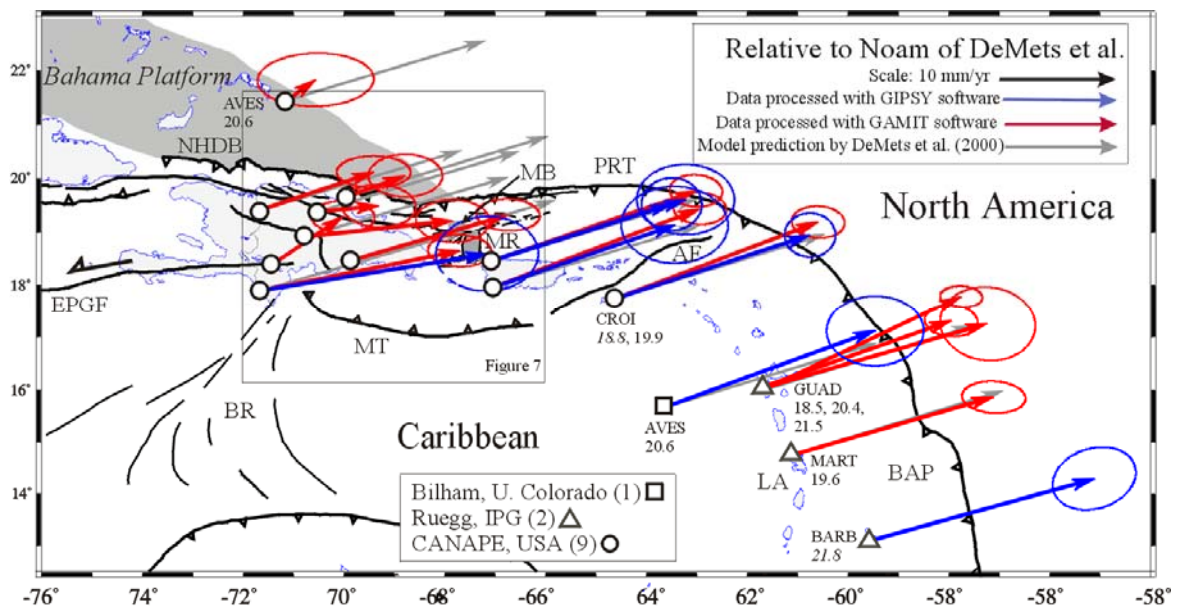 Relative to Noam of DeMets et al.
Scale: 10 mm/yr
Data processed with GIPSY software
Data processed with GAMIT software
Model prediction by DeMets et al. (2000)
22°
Bahama Platform
AVES
20.6
NHDB
MB
PRT
20°
North America
MR
AF
18°
EPGF
CROI
18.8, 19.9
MT
Figure 7
16°
BR
GUAD
18.5, 20.4,
21.5
Caribbean
AVES
20.6
MART
19.6
LA
BAP
14°
Bilham, U. Colorado (1)
Ruegg, IPG (2)
CANAPE, USA (9)
BARB
21.8
-76 -74 -72 -70 -68 -66 -64 62 -60 -58 -56 -58°